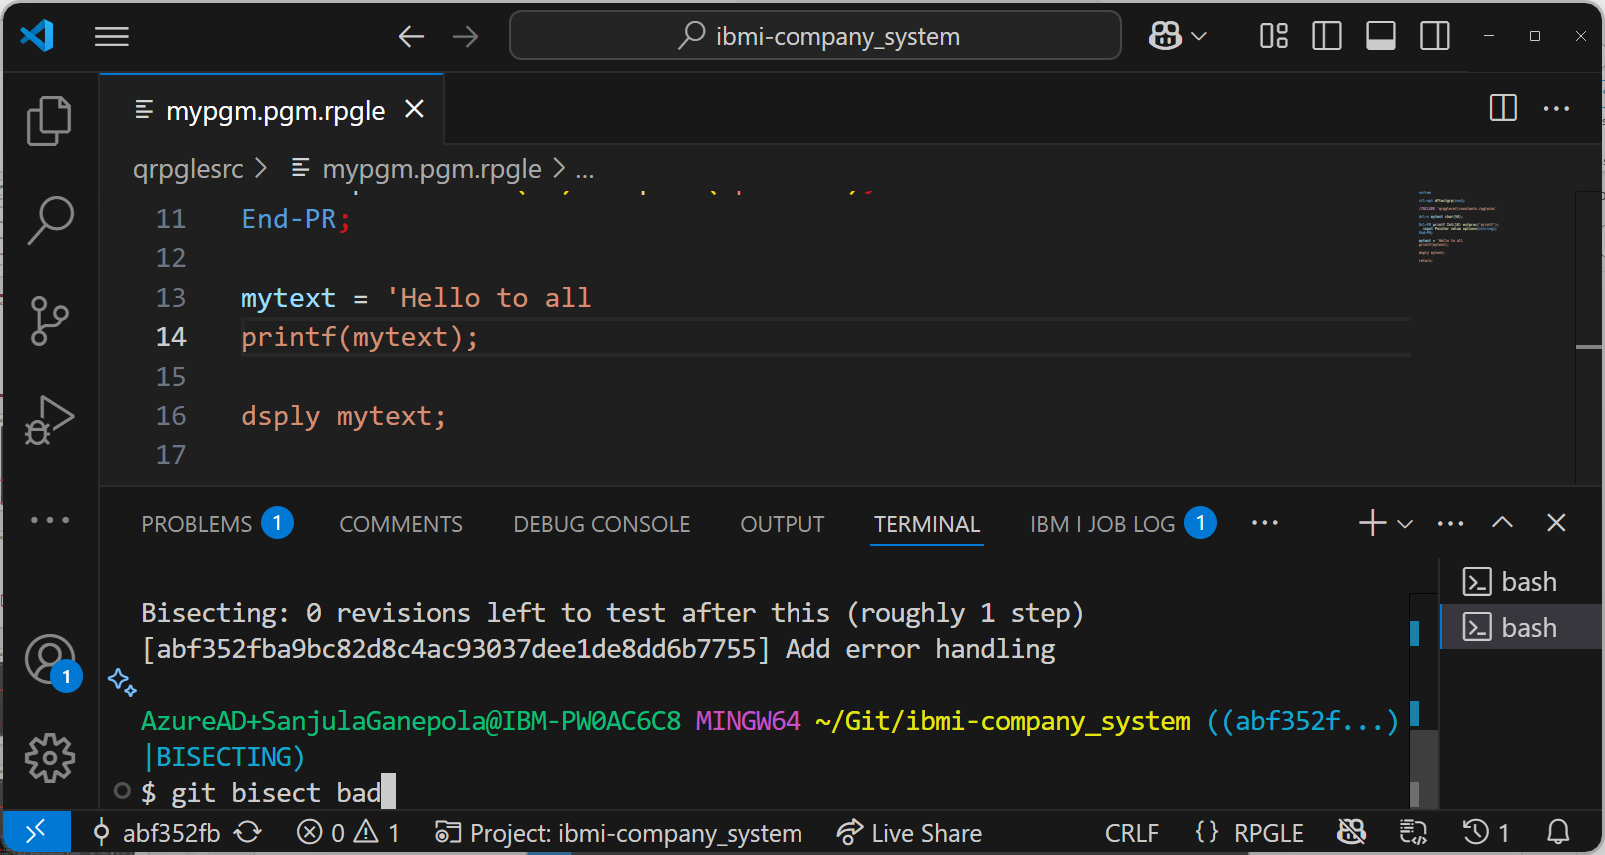 ibmi-company_system
mypgm.pgm.rpgle
qrpglesrc > mypgm.pgm.rpgle > ...
11 End-PR;
12
13 mytext = 'Hello to all
14 printf(mytext);
15
16 dsply mytext;
17
PROBLEMS 1 COMMENTS DEBUG CONSOLE OUTPUT TERMINAL IBM I JOB LOG 1
Bisecting: 0 revisions left to test after this (roughly 1 step)
[abf352fba9bc82d8c4ac93037dee1de8dd6b7755] Add error handling
AzureAD+SanjulaGanepola@IBM-PW0AC6C8 MINGW64 ~/Git/ibmi-company_system ((abf352f...)
|BISECTING)
$ git bisect bad
bash
bash
1
abf352fb 0 1 Project: ibmi-company_system Live Share CRLF {} RPGLE 1